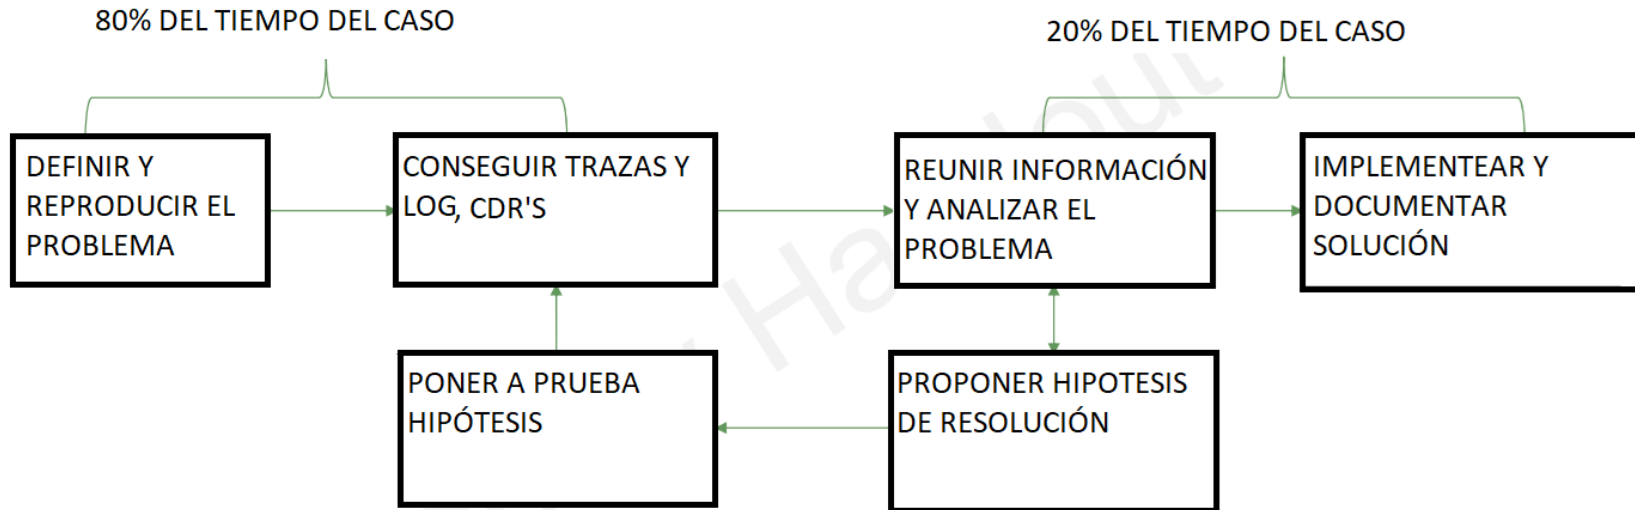 80% DEL TIEMPO DEL CASO
20% DEL TIEMPO DEL CASO
DEFINIR Y
REPRODUCIR EL
PROBLEMA
CONSEGUIR TRAZAS Y
LOG, CDR'S
REUNIR INFORMACIÓN
Y ANALIZAR EL
PROBLEMA
IMPLEMENTEAR Y
DOCUMENTAR
SOLUCIÓN
PONER A PRUEBA
HIPÓTESIS
PROPONER HIPOTESIS
DE RESOLUCIÓN